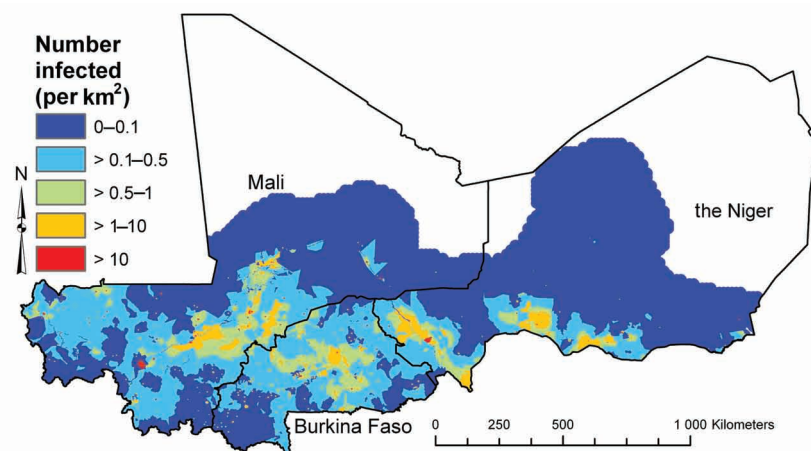 Number
infected
(per km²)
0–0.1
> 0.1–0.5
> 0.5–1
> 1–10
> 10
N
Mali
the Niger
Burkina Faso
0 250 500 1 000 Kilometers